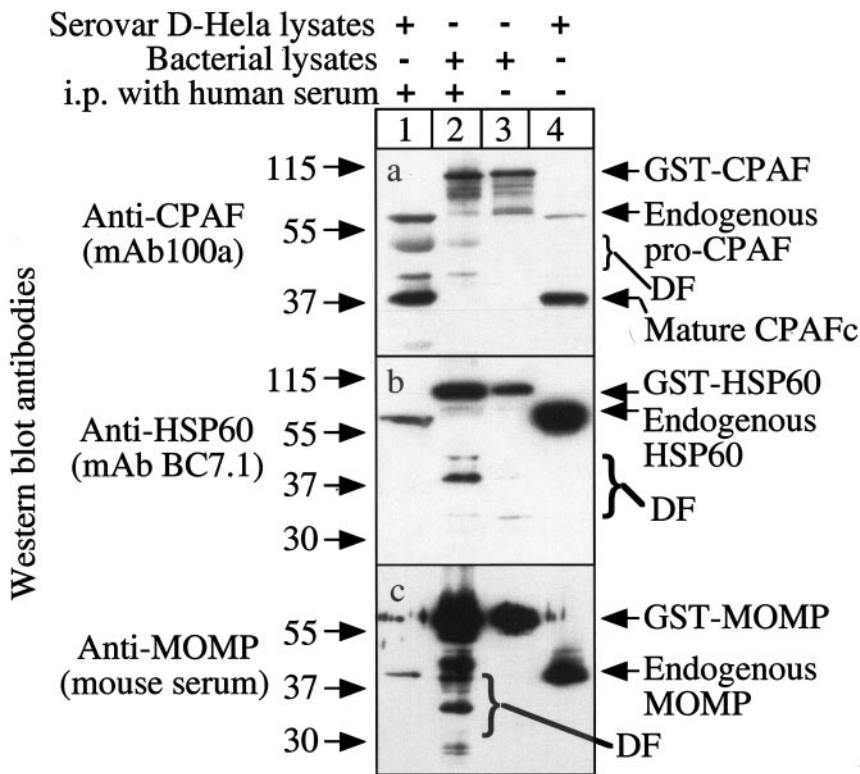 Serovar D-Hela lysates + - - +
Bacterial lysates - + + -
i.p. with human serum + + - -
1 2 3 4
Western blot antibodies
a
Anti-CPAF
(mAb100a)
115
55
37
GST-CPAF
Endogenous
pro-CPAF
DF
Mature CPAFc
b
Anti-HSP60
(mAb BC7.1)
115
55
37
30
GST-HSP60
Endogenous
HSP60
DF
c
Anti-MOMP
(mouse serum)
55
37
30
GST-MOMP
Endogenous
MOMP
DF